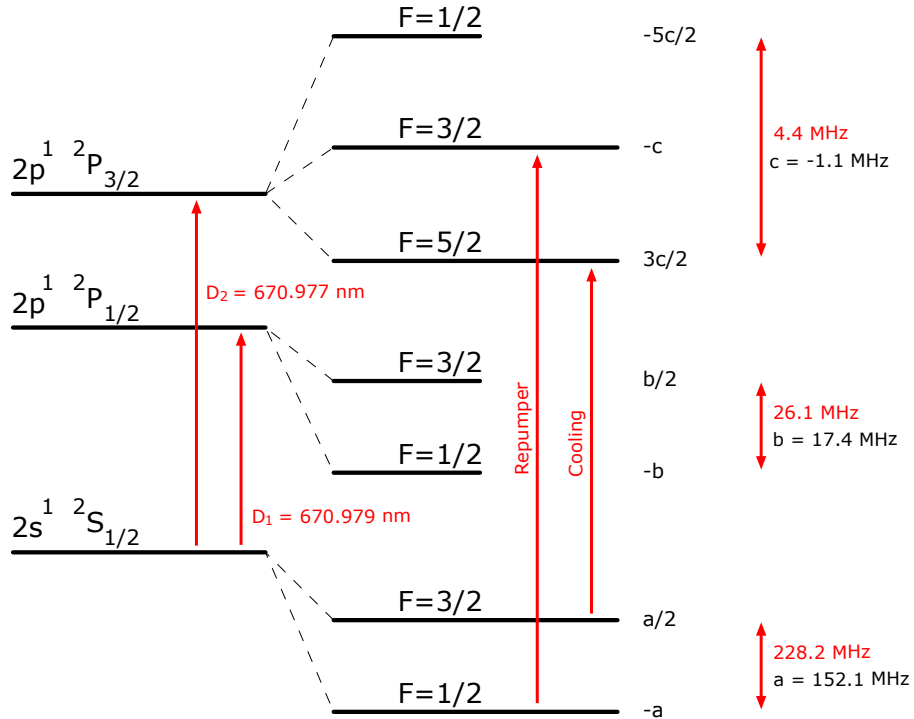 F=1/2
-5c/2
4.4 MHz
c = -1.1 MHz
F=3/2
-c
2p¹ ²P₃/₂
F=5/2
3c/2
D₂ = 670.977 nm
2p¹ ²P₁/₂
F=3/2
b/2
26.1 MHz
b = 17.4 MHz
Repumper
Cooling
F=1/2
-b
D₁ = 670.979 nm
2s¹ ²S₁/₂
F=3/2
a/2
228.2 MHz
a = 152.1 MHz
F=1/2
-a